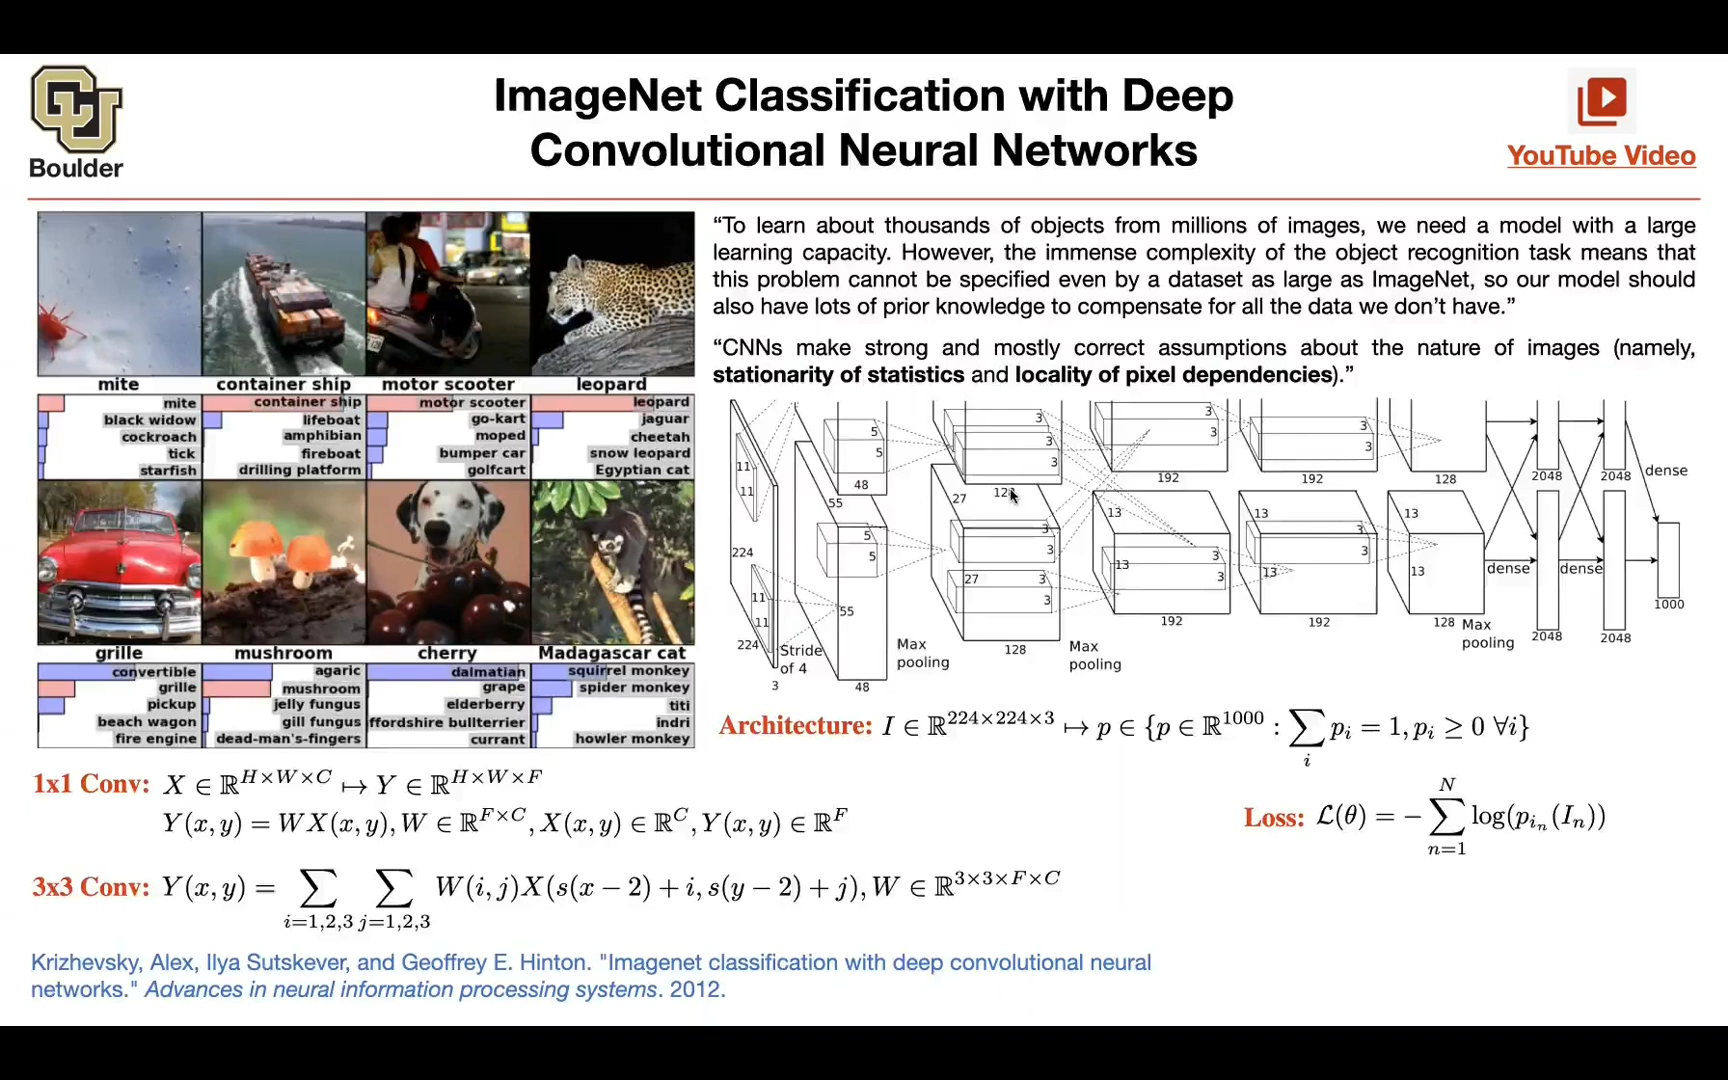 ImageNet Classification with Deep
Convolutional Neural Networks
Boulder
YouTube Video
mite container ship motor scooter leopard
mite container ship motor scooter leopard
black widow lifeboat go-kart jaguar
cockroach amphibian moped cheetah
tick fireboat bumper car snow leopard
starfish drilling platform golfcart Egyptian cat
grille mushroom cherry Madagascar cat
convertible agaric dalmatian squirrel monkey
grille mushroom grape spider monkey
pickup jelly fungus elderberry titi
beach wagon gill fungus ffordshire bullterrier indri
fire engine dead-man's-fingers currant howler monkey
“To learn about thousands of objects from millions of images, we need a model with a large
learning capacity. However, the immense complexity of the object recognition task means that
this problem cannot be specified even by a dataset as large as ImageNet, so our model should
also have lots of prior knowledge to compensate for all the data we don’t have.”
“CNNs make strong and mostly correct assumptions about the nature of images (namely,
stationarity of statistics and locality of pixel dependencies).”
3 3 3
5 3 3 3
5 3
11 48 192 192 128 2048 2048 dense
11 55 27 13 13 13
5 3 3
224 5 3 3 3
27 3 13 3 13 13 dense dense
11 3
11 55 192 192 128 Max pooling 2048 2048 1000
224 Stride of 4 Max pooling 128 Max pooling
3 48
Architecture: I ∈ ℝ^{224×224×3} ↦ p ∈ {p ∈ ℝ^{1000} : ∑_i p_i = 1, p_i ≥ 0 ∀i}
1x1 Conv: X ∈ ℝ^{H×W×C} ↦ Y ∈ ℝ^{H×W×F}
Y(x, y) = WX(x, y), W ∈ ℝ^{F×C}, X(x, y) ∈ ℝ^C, Y(x, y) ∈ ℝ^F
Loss: ℒ(θ) = − ∑_{n=1}^{N} log(p_{i_n}(I_n))
3x3 Conv: Y(x, y) = ∑_{i=1,2,3} ∑_{j=1,2,3} W(i, j)X(s(x − 2) + i, s(y − 2) + j), W ∈ ℝ^{3×3×F×C}
Krizhevsky, Alex, Ilya Sutskever, and Geoffrey E. Hinton. "Imagenet classification with deep convolutional neural
networks." Advances in neural information processing systems. 2012.